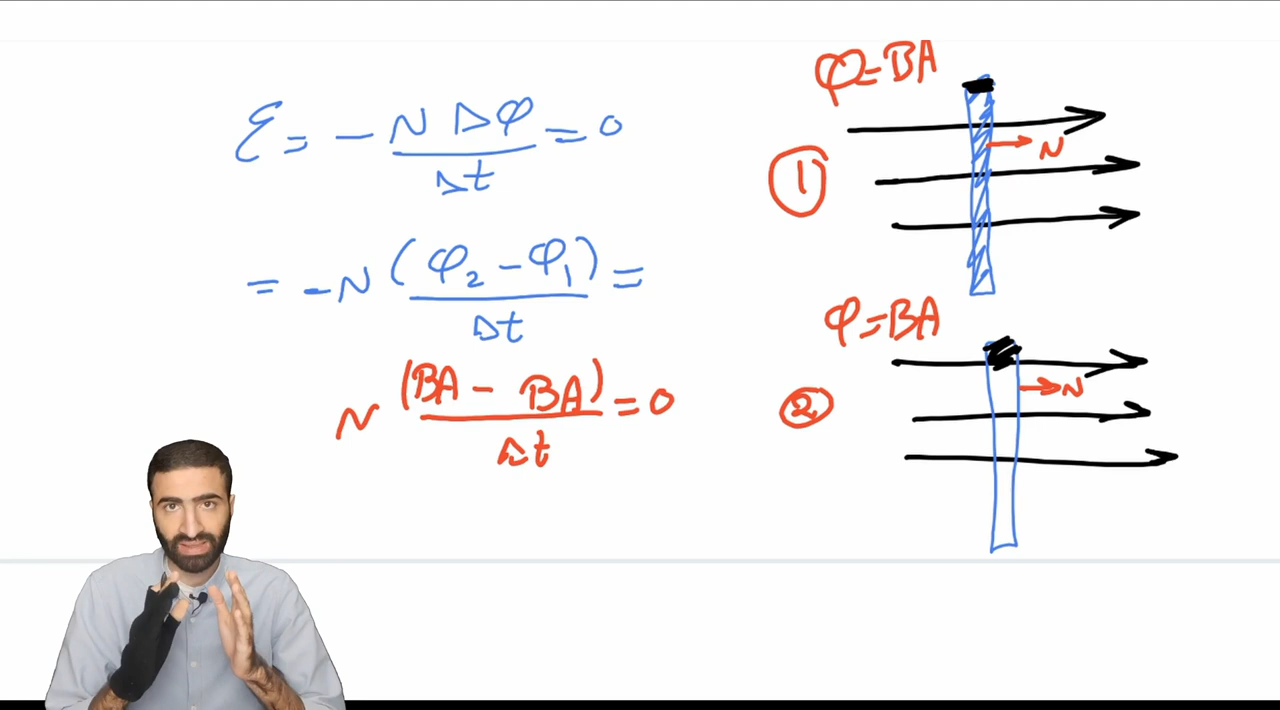 Ɛ = - N Δφ / Δt = 0
= - N (φ₂ - φ₁) / Δt =
N (BA - BA) / Δt = 0
φ = BA
①
N
φ = BA
②
N